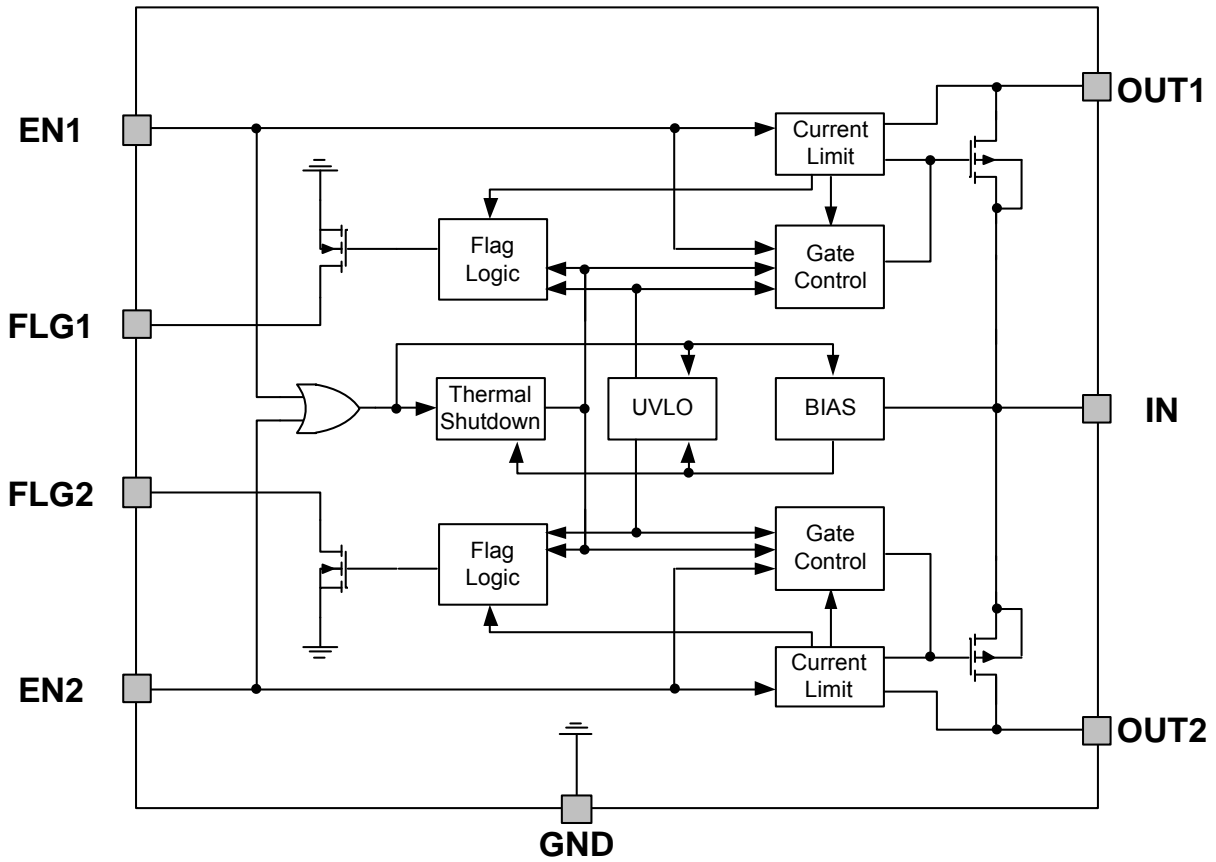 OUT1
EN1
Current
Limit
Flag
Logic
Gate
Control
FLG1
Thermal
Shutdown
UVLO
BIAS
IN
FLG2
Flag
Logic
Gate
Control
EN2
Current
Limit
OUT2
GND